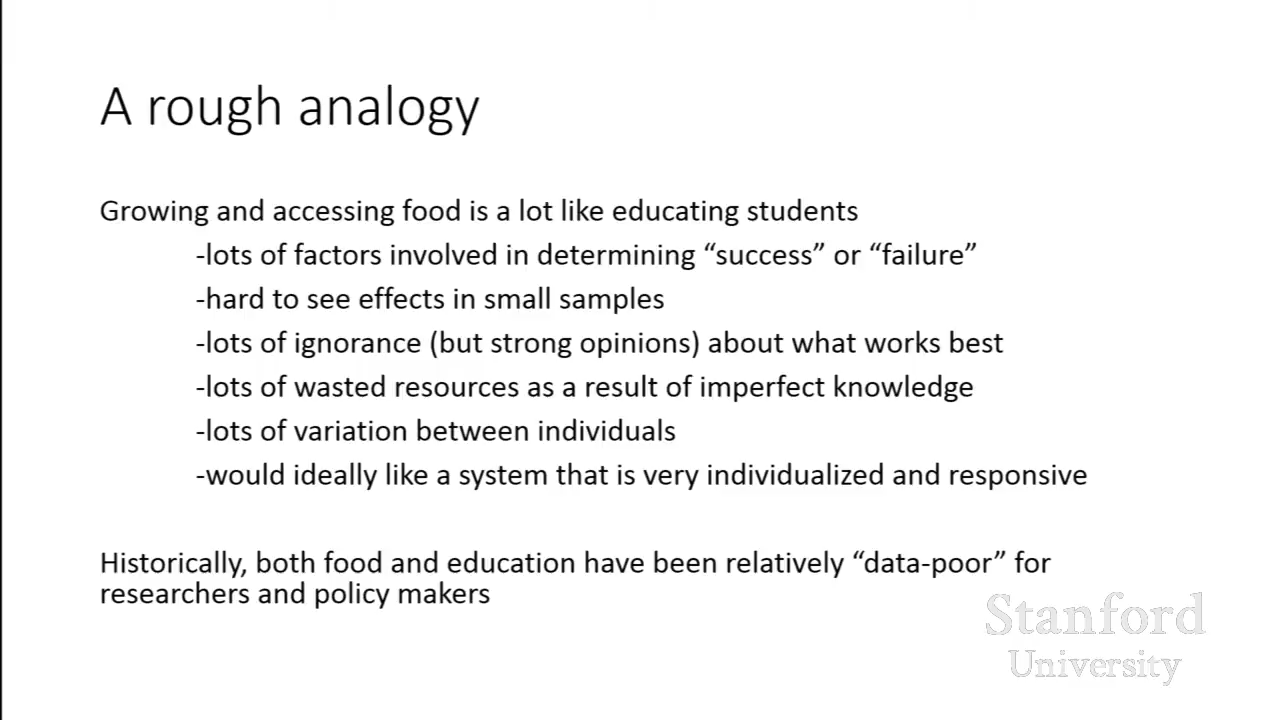 A rough analogy
Growing and accessing food is a lot like educating students
-lots of factors involved in determining “success” or “failure”
-hard to see effects in small samples
-lots of ignorance (but strong opinions) about what works best
-lots of wasted resources as a result of imperfect knowledge
-lots of variation between individuals
-would ideally like a system that is very individualized and responsive
Historically, both food and education have been relatively “data-poor” for
researchers and policy makers
Stanford
University